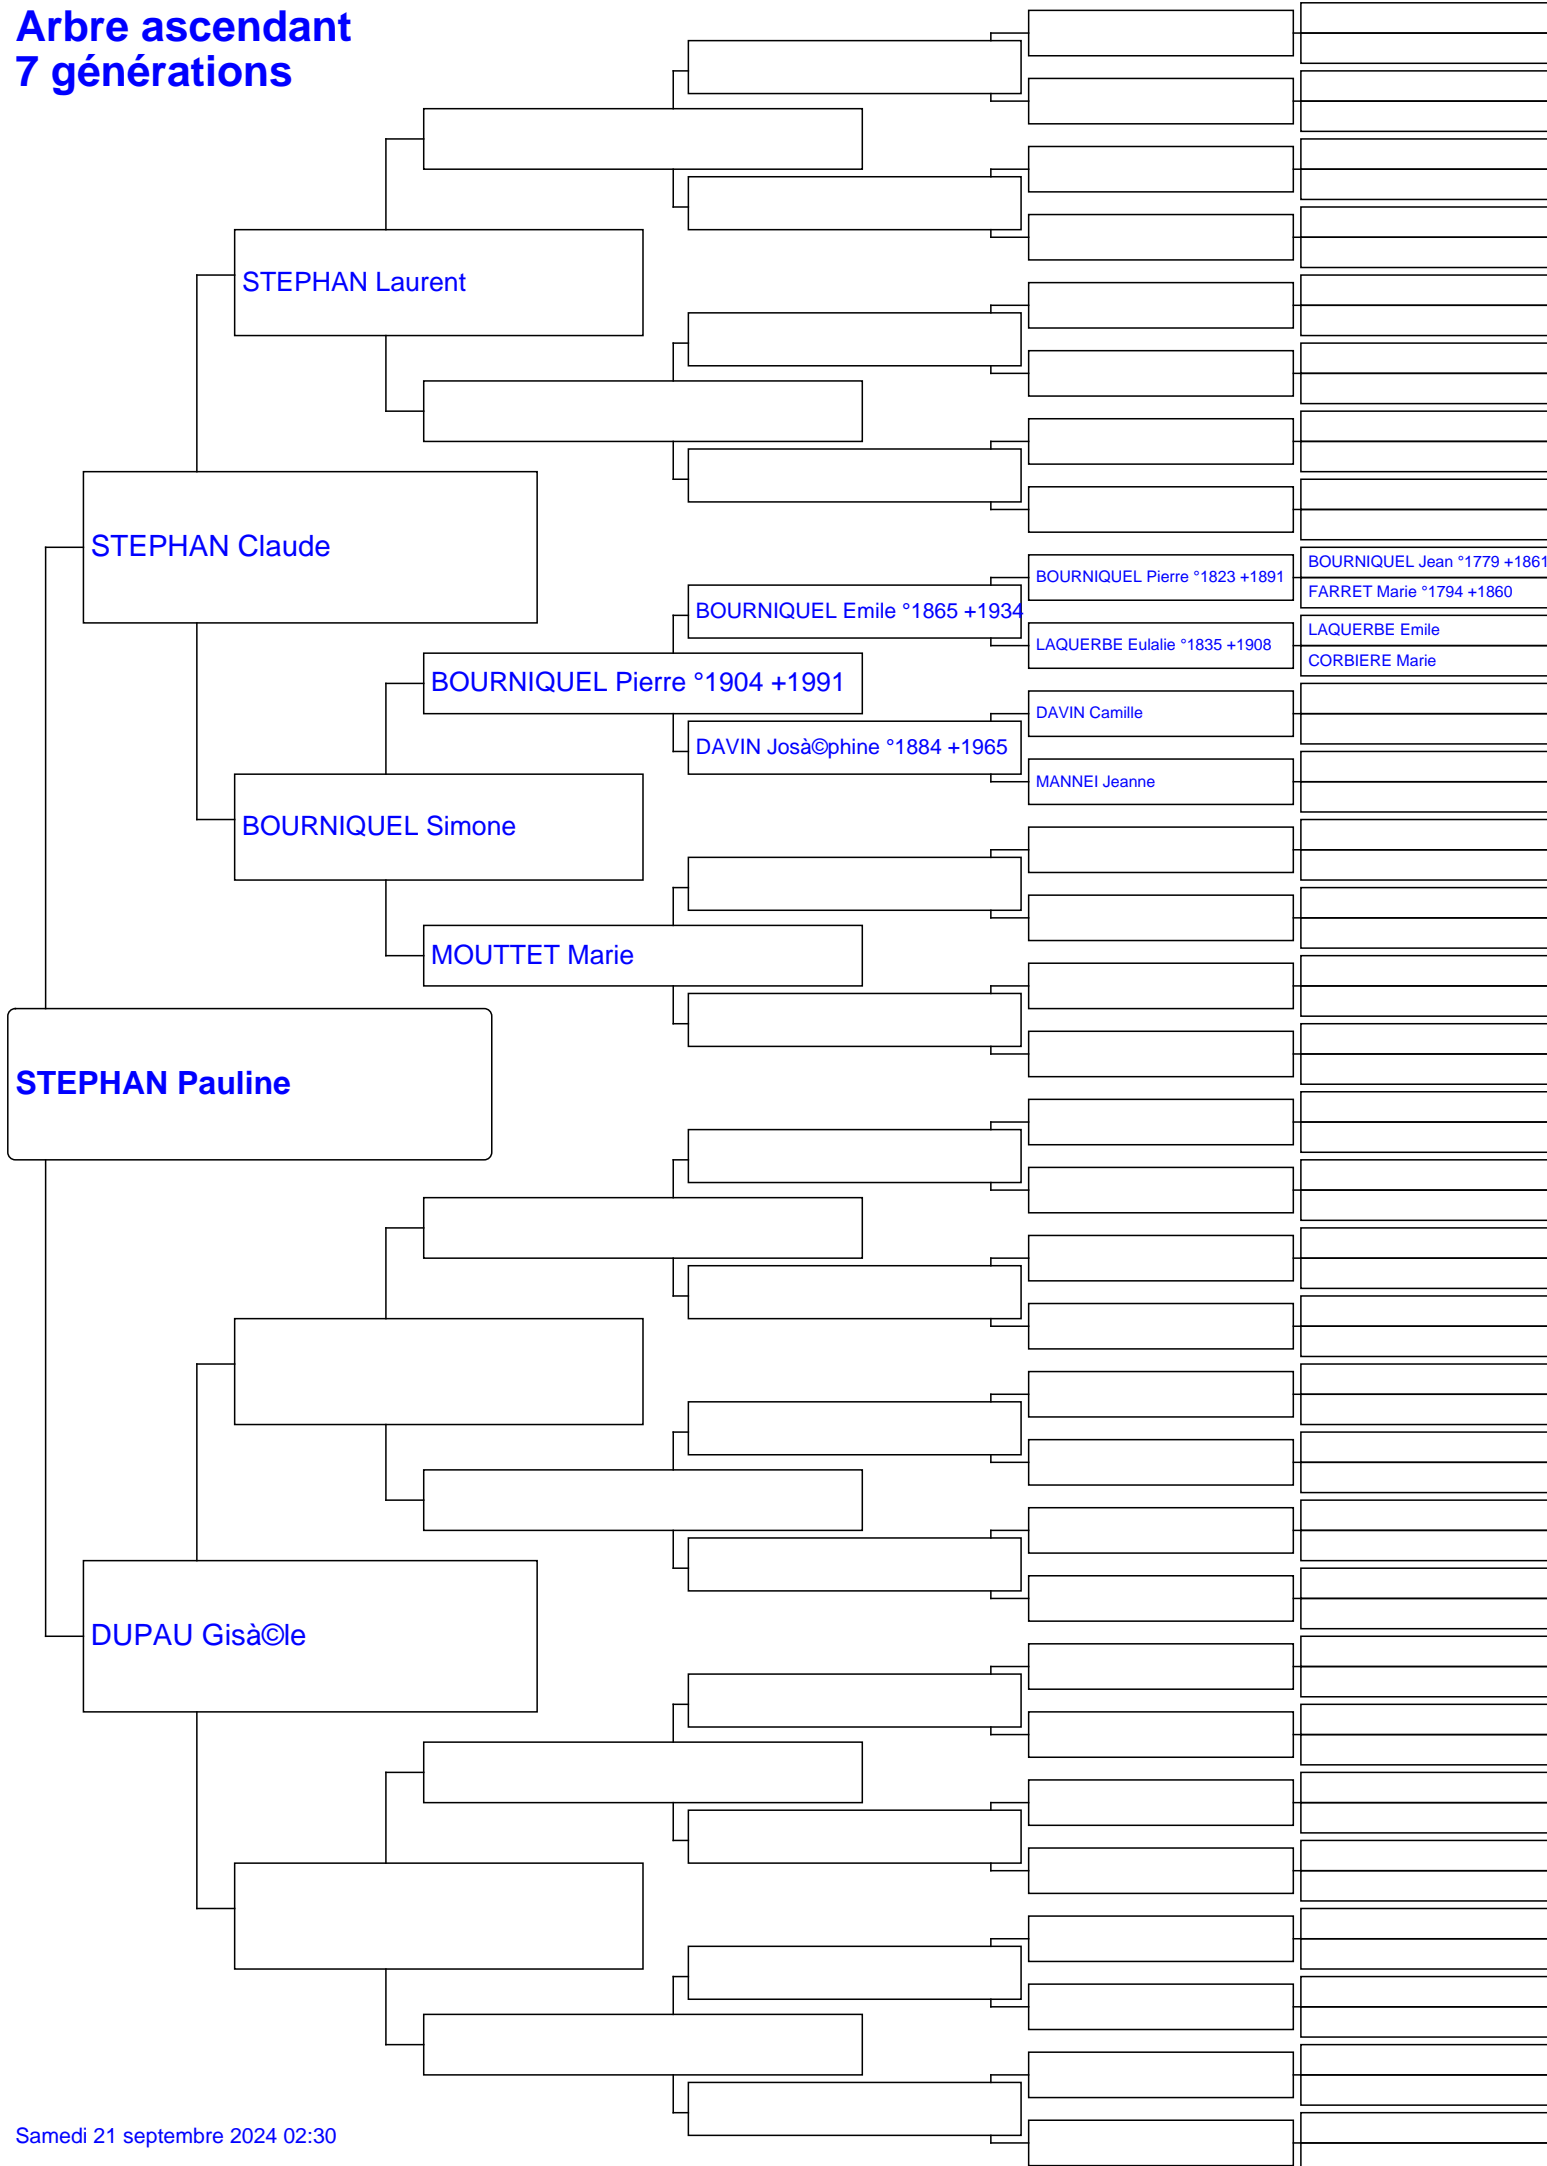 Arbre ascendant
7 générations
STEPHAN Laurent
STEPHAN Claude
BOURNIQUEL Jean °1779 +1861
BOURNIQUEL Pierre °1823 +1891
FARRET Marie °1794 +1860
BOURNIQUEL Emile °1865 +1934
LAQUERBE Emile
LAQUERBE Eulalie °1835 +1908
CORBIERE Marie
BOURNIQUEL Pierre °1904 +1991
DAVIN Camille
DAVIN Josà©phine °1884 +1965
MANNEI Jeanne
BOURNIQUEL Simone
MOUTTET Marie
STEPHAN Pauline
DUPAU Gisà©le
Samedi 21 septembre 2024 02:30